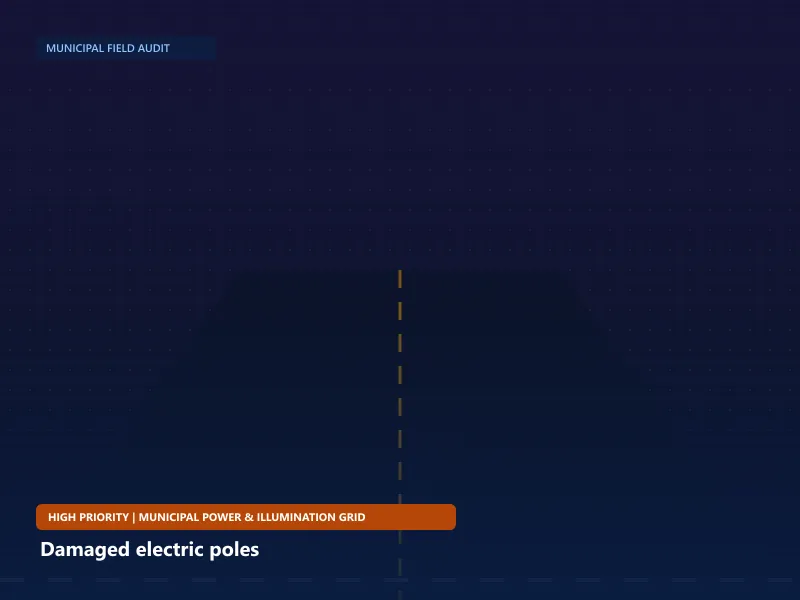 MUNICIPAL FIELD AUDIT
HIGH PRIORITY | MUNICIPAL POWER & ILLUMINATION GRID
Damaged electric poles